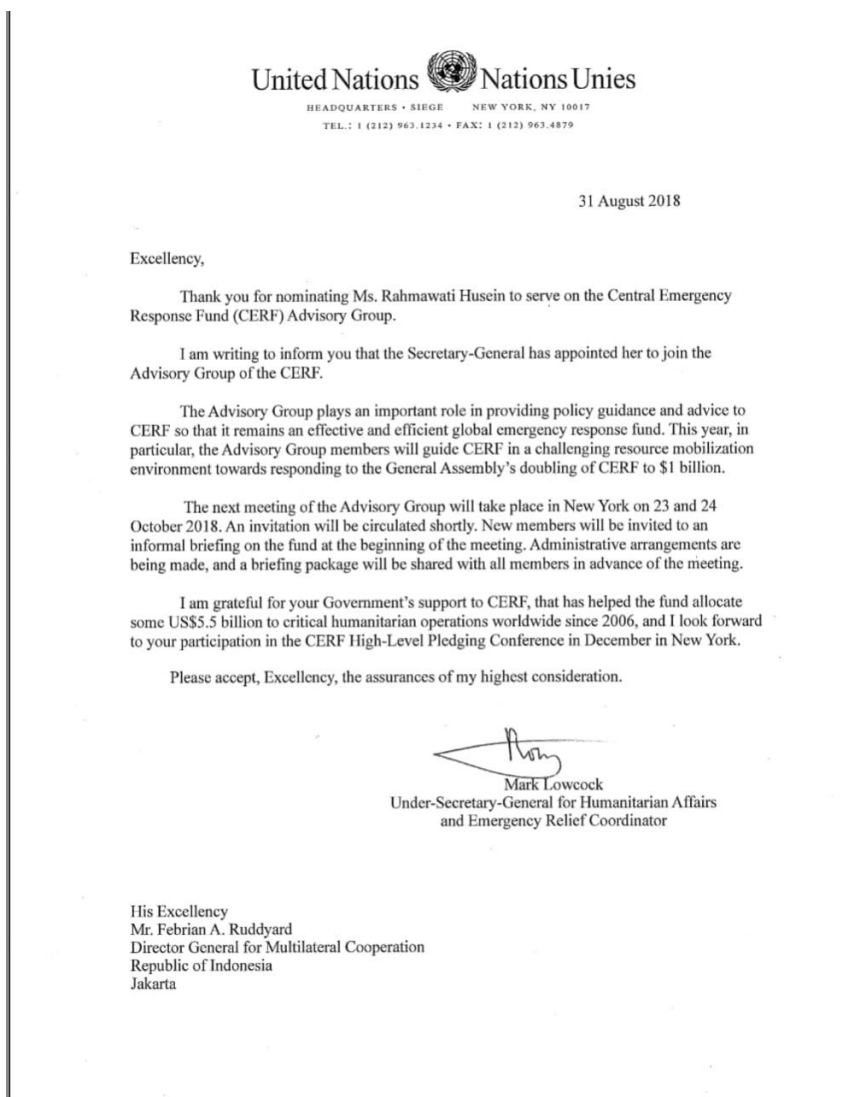 United Nations Nations Unies
HEADQUARTERS • SIEGE NEW YORK, NY 10017
TEL.: 1 (212) 963.1234 • FAX: 1 (212) 963.4879
31 August 2018
Excellency,
Thank you for nominating Ms. Rahmawati Husein to serve on the Central Emergency
Response Fund (CERF) Advisory Group.
I am writing to inform you that the Secretary-General has appointed her to join the
Advisory Group of the CERF.
The Advisory Group plays an important role in providing policy guidance and advice to
CERF so that it remains an effective and efficient global emergency response fund. This year, in
particular, the Advisory Group members will guide CERF in a challenging resource mobilization
environment towards responding to the General Assembly's doubling of CERF to $1 billion.
The next meeting of the Advisory Group will take place in New York on 23 and 24
October 2018. An invitation will be circulated shortly. New members will be invited to an
informal briefing on the fund at the beginning of the meeting. Administrative arrangements are
being made, and a briefing package will be shared with all members in advance of the meeting.
I am grateful for your Government's support to CERF, that has helped the fund allocate
some US$5.5 billion to critical humanitarian operations worldwide since 2006, and I look forward
to your participation in the CERF High-Level Pledging Conference in December in New York.
Please accept, Excellency, the assurances of my highest consideration.
Mark Lowcock
Under-Secretary-General for Humanitarian Affairs
and Emergency Relief Coordinator
His Excellency
Mr. Febrian A. Ruddyard
Director General for Multilateral Cooperation
Republic of Indonesia
Jakarta